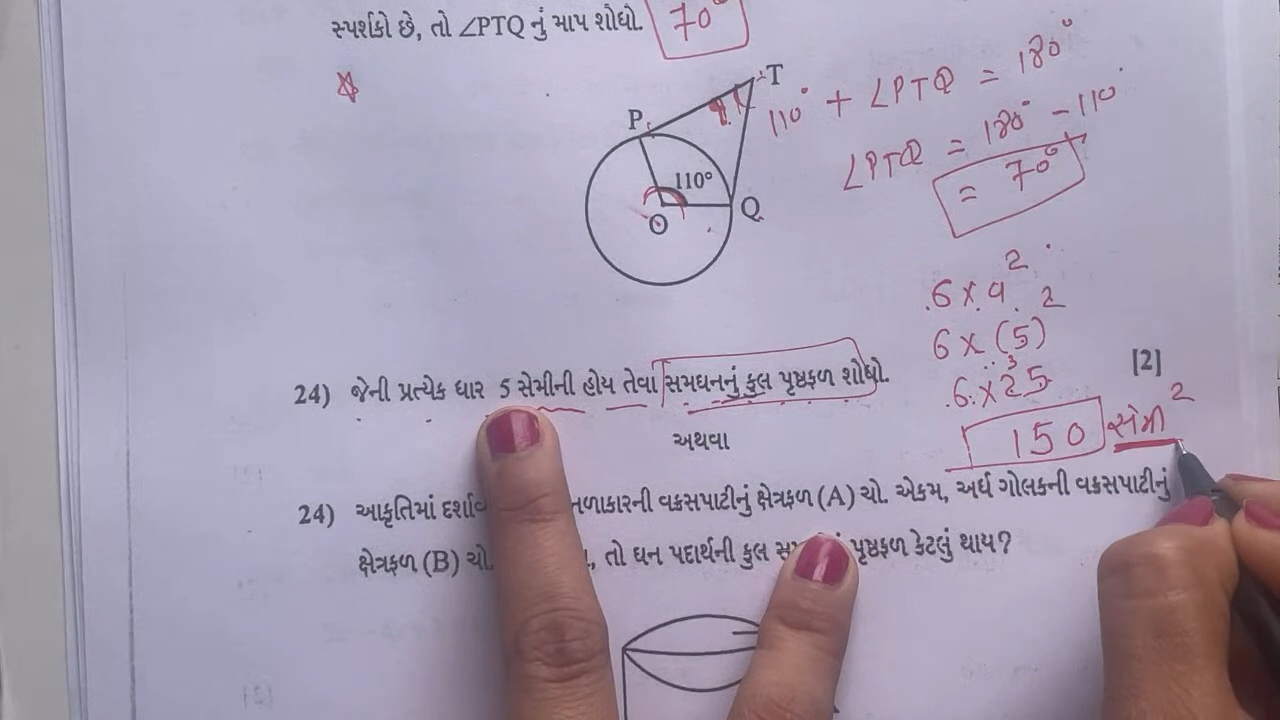 સ્પર્શકો છે, તો ∠PTQ નું માપ શોધો. 70°
T
P
110°
O
Q
110° + ∠PTQ = 180°
∠PTQ = 180° - 110
= 70°
6 × a²
6 × (5)²
6 × 25
150 સેમી²
24) જેની પ્રત્યેક ધાર 5 સેમીની હોય તેવા સમઘનનું કુલ પૃષ્ઠફળ શોધો. [2]
અથવા
24) આકૃતિમાં વક્રસપાટીનું ક્ષેત્રફળ (A) ચો. એકમ, અર્ધ ગોલકની વક્રસપાટીનું
ક્ષેત્રફળ (B) ચો. તો ઘન પદાર્થની કુલ પૃષ્ઠફળ કેટલું થાય?